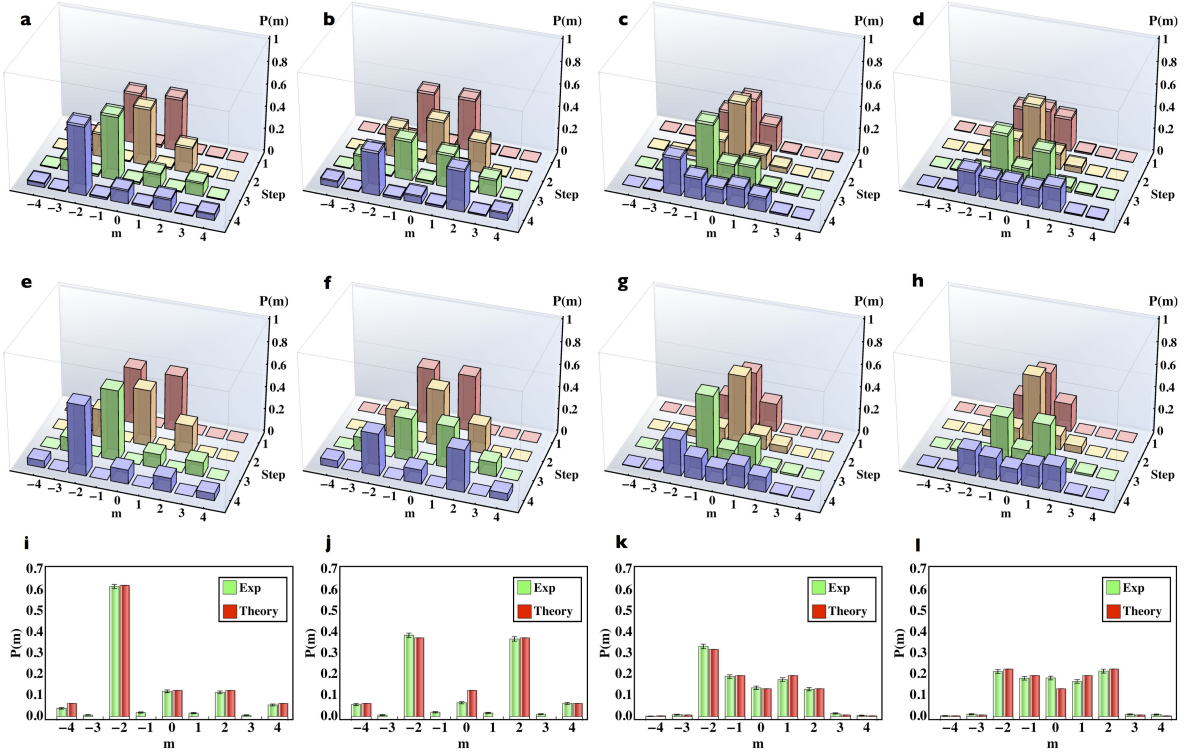 a b c d
P(m) P(m) P(m) P(m)
1 1 1 1
0.8 0.8 0.8 0.8
0.6 0.6 0.6 0.6
0.4 0.4 0.4 0.4
0.2 0.2 0.2 0.2
0 0 0 0
1 1 1 1
2 2 2 2
Step Step Step Step
3 3 3 3
4 4 4 4
−4 −3 −2 −1 0 1 2 3 4 −4 −3 −2 −1 0 1 2 3 4 −4 −3 −2 −1 0 1 2 3 4 −4 −3 −2 −1 0 1 2 3 4
m m m m
e f g h
P(m) P(m) P(m) P(m)
1 1 1 1
0.8 0.8 0.8 0.8
0.6 0.6 0.6 0.6
0.4 0.4 0.4 0.4
0.2 0.2 0.2 0.2
0 0 0 0
1 1 1 1
2 2 2 2
Step Step Step Step
3 3 3 3
4 4 4 4
−4 −3 −2 −1 0 1 2 3 4 −4 −3 −2 −1 0 1 2 3 4 −4 −3 −2 −1 0 1 2 3 4 −4 −3 −2 −1 0 1 2 3 4
m m m m
i j k l
0.7 0.7 0.7 0.7
0.6 Exp 0.6 Exp 0.6 Exp 0.6 Exp
0.5 Theory 0.5 Theory 0.5 Theory 0.5 Theory
0.4 0.4 0.4 0.4
P(m) P(m) P(m) P(m)
0.3 0.3 0.3 0.3
0.2 0.2 0.2 0.2
0.1 0.1 0.1 0.1
0.0 0.0 0.0 0.0
−4 −3 −2 −1 0 1 2 3 4 −4 −3 −2 −1 0 1 2 3 4 −4 −3 −2 −1 0 1 2 3 4 −4 −3 −2 −1 0 1 2 3 4
m m m m